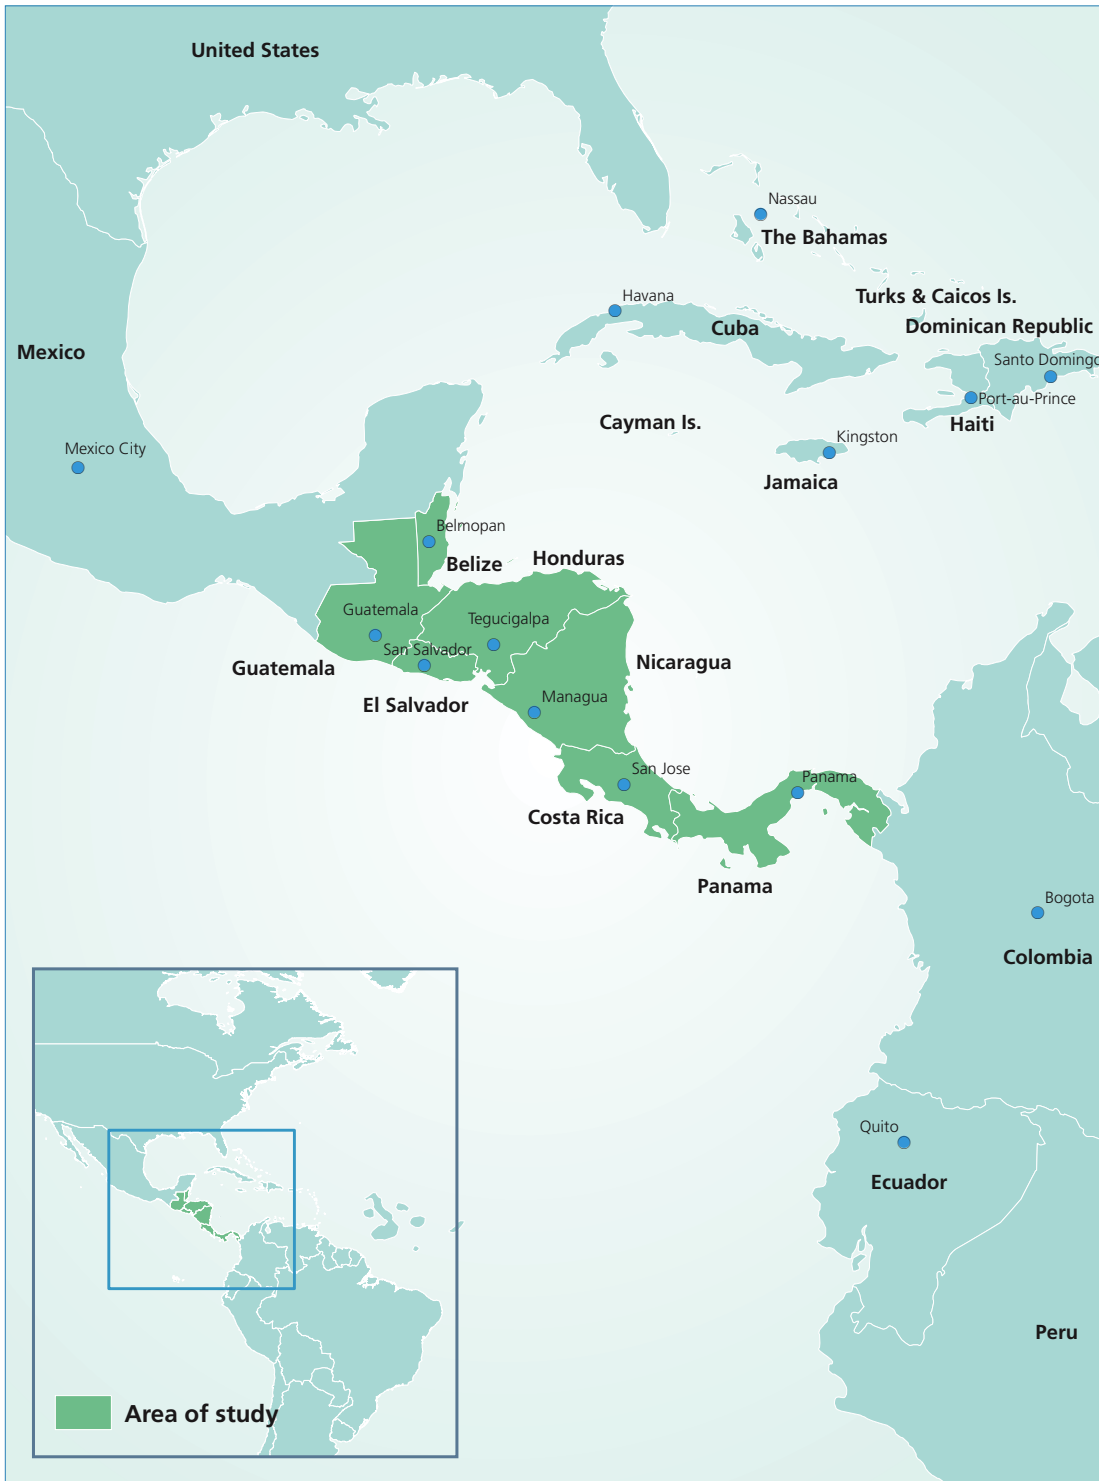 United States
Nassau
The Bahamas
Havana
Turks & Caicos Is.
Cuba
Dominican Republic
Mexico
Santo Domingo
Port-au-Prince
Cayman Is.
Haiti
Mexico City
Kingston
Jamaica
Belmopan
Belize
Honduras
Guatemala
Tegucigalpa
San Salvador
Guatemala
Nicaragua
El Salvador
Managua
San Jose
Panama
Costa Rica
Panama
Bogota
Colombia
Quito
Ecuador
Peru
Area of study